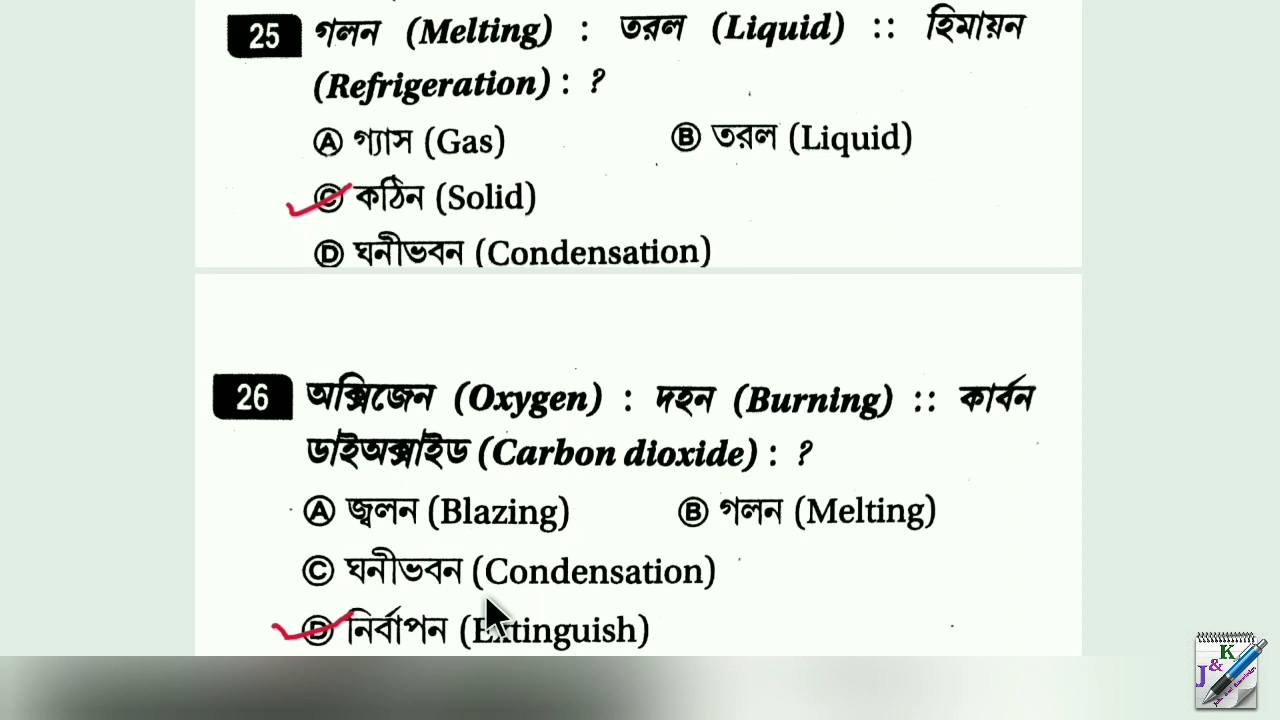 25 গলন (Melting) : তরল (Liquid) :: হিমায়ন
(Refrigeration) : ?
Ⓐ গ্যাস (Gas) Ⓑ তরল (Liquid)
Ⓒ কঠিন (Solid)
Ⓓ ঘনীভবন (Condensation)
26 অক্সিজেন (Oxygen) : দহন (Burning) :: কার্বন
ডাইঅক্সাইড (Carbon dioxide) : ?
Ⓐ জ্বলন (Blazing) Ⓑ গলন (Melting)
Ⓒ ঘনীভবন (Condensation)
Ⓓ নির্বাপন (Extinguish)
J&K